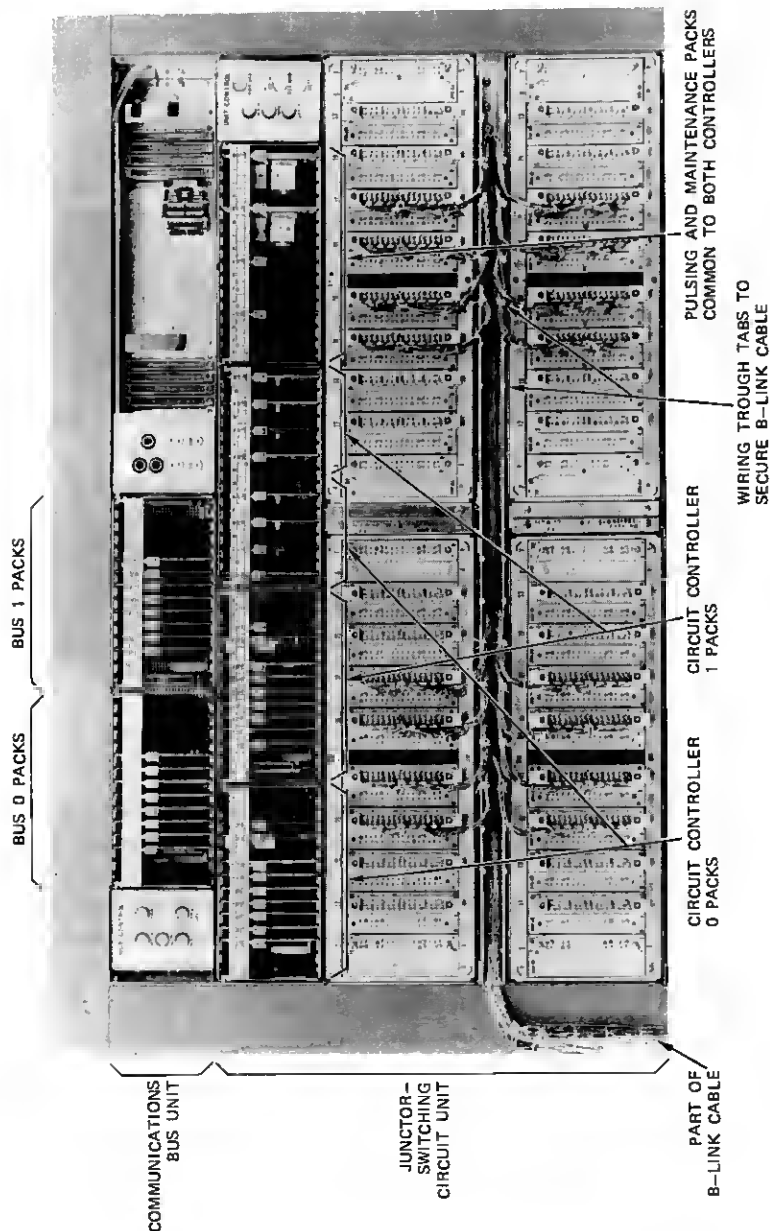 BUS 0 PACKS
BUS 1 PACKS
COMMUNICATIONS
BUS UNIT
JUNCTOR-
SWITCHING
CIRCUIT UNIT
PART OF
B-LINK CABLE
CIRCUIT CONTROLLER
0 PACKS
CIRCUIT CONTROLLER
1 PACKS
WIRING TROUGH TABS TO
SECURE B-LINK CABLE
PULSING AND MAINTENANCE PACKS
COMMON TO BOTH CONTROLLERS